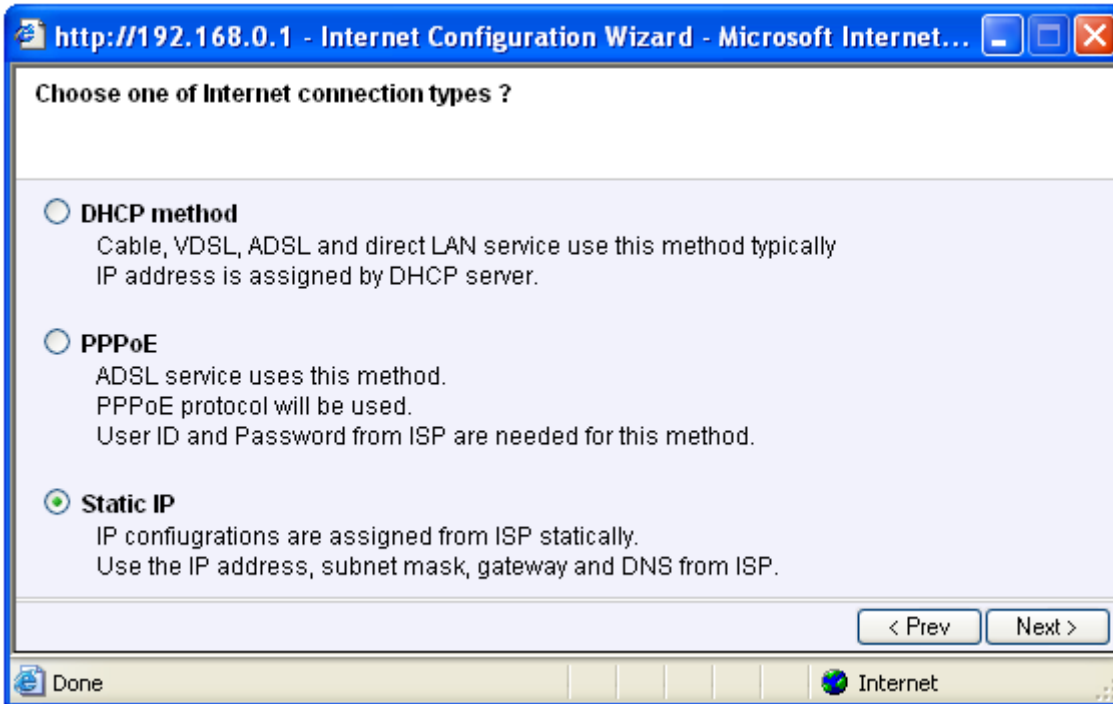 http://192.168.0.1 - Internet Configuration Wizard - Microsoft Internet...
Choose one of Internet connection types ?
DHCP method
Cable, VDSL, ADSL and direct LAN service use this method typically
IP address is assigned by DHCP server.
PPPoE
ADSL service uses this method.
PPPoE protocol will be used.
User ID and Password from ISP are needed for this method.
Static IP
IP confiugrations are assigned from ISP statically.
Use the IP address, subnet mask, gateway and DNS from ISP.
< Prev Next >
Done Internet